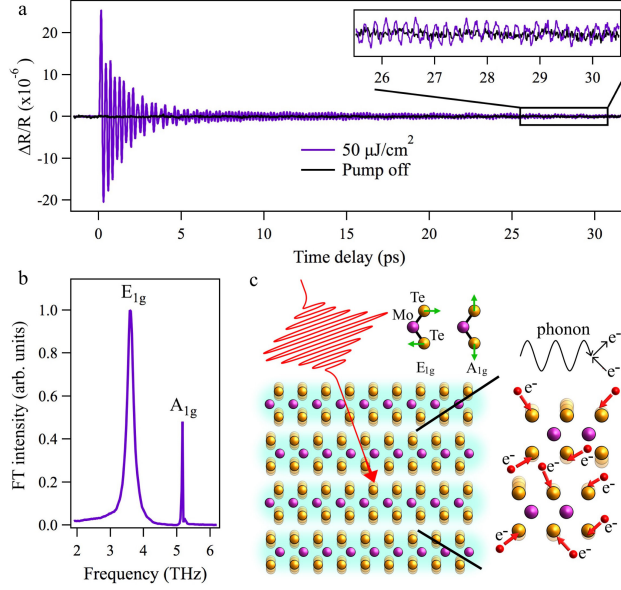 a
20
10
0
-10
-20
ΔR/R (x10⁻⁶)
25 26 27 28 29 30
50 μJ/cm²
Pump off
0 5 10 15 20 25 30
Time delay (ps)
b
E₁g
A₁g
1.0
0.8
0.6
0.4
0.2
0.0
FT intensity (arb. units)
2 3 4 5 6
Frequency (THz)
c
Te
Mo
Te
E₁g A₁g
phonon
e⁻
e⁻
e⁻
e⁻
e⁻
e⁻
e⁻
e⁻
e⁻
e⁻